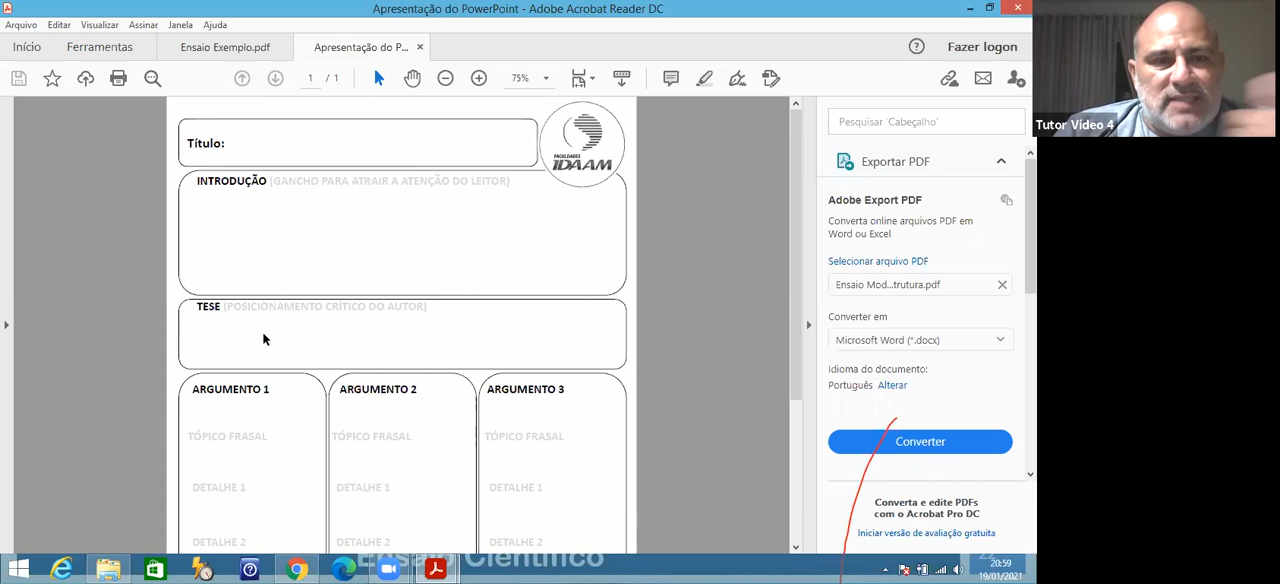 Apresentação do PowerPoint - Adobe Acrobat Reader DC
Arquivo Editar Visualizar Assinar Janela Ajuda
Início Ferramentas Ensaio Exemplo.pdf Apresentação do P... × Fazer logon
1 / 1 75%
Título:
FACULDADES
IDAAM
INTRODUÇÃO (GANCHO PARA ATRAIR A ATENÇÃO DO LEITOR)
TESE (POSICIONAMENTO CRÍTICO DO AUTOR)
ARGUMENTO 1 ARGUMENTO 2 ARGUMENTO 3
TÓPICO FRASAL TÓPICO FRASAL TÓPICO FRASAL
DETALHE 1 DETALHE 1 DETALHE 1
DETALHE 2 DETALHE 2 DETALHE 2
Pesquisar 'Cabeçalho'
Exportar PDF
Adobe Export PDF
Converta online arquivos PDF em
Word ou Excel
Selecionar arquivo PDF
Ensaio Mod...trutura.pdf
Converter em
Microsoft Word (*.docx)
Idioma do documento:
Português Alterar
Converter
Converta e edite PDFs
com o Acrobat Pro DC
Iniciar versão de avaliação gratuita
Tutor Video 4
Ensaio Científico
20:59
19/01/2021